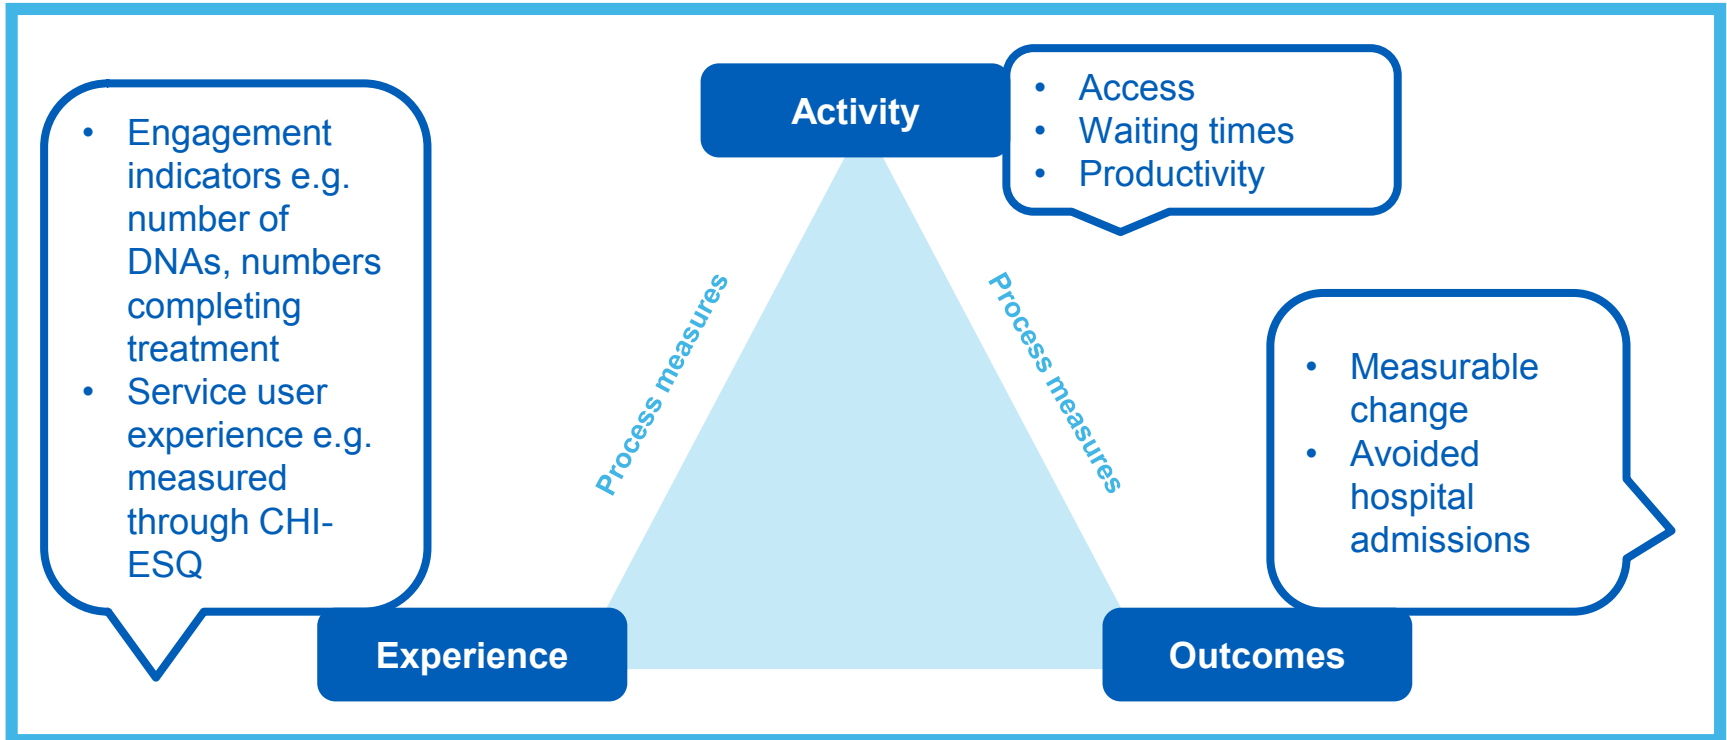 • Engagement
indicators e.g.
number of
DNAs, numbers
completing
treatment
• Service user
experience e.g.
measured
through CHI-
ESQ
Activity
• Access
• Waiting times
• Productivity
Process measures
Process measures
• Measurable
change
• Avoided
hospital
admissions
Experience
Outcomes